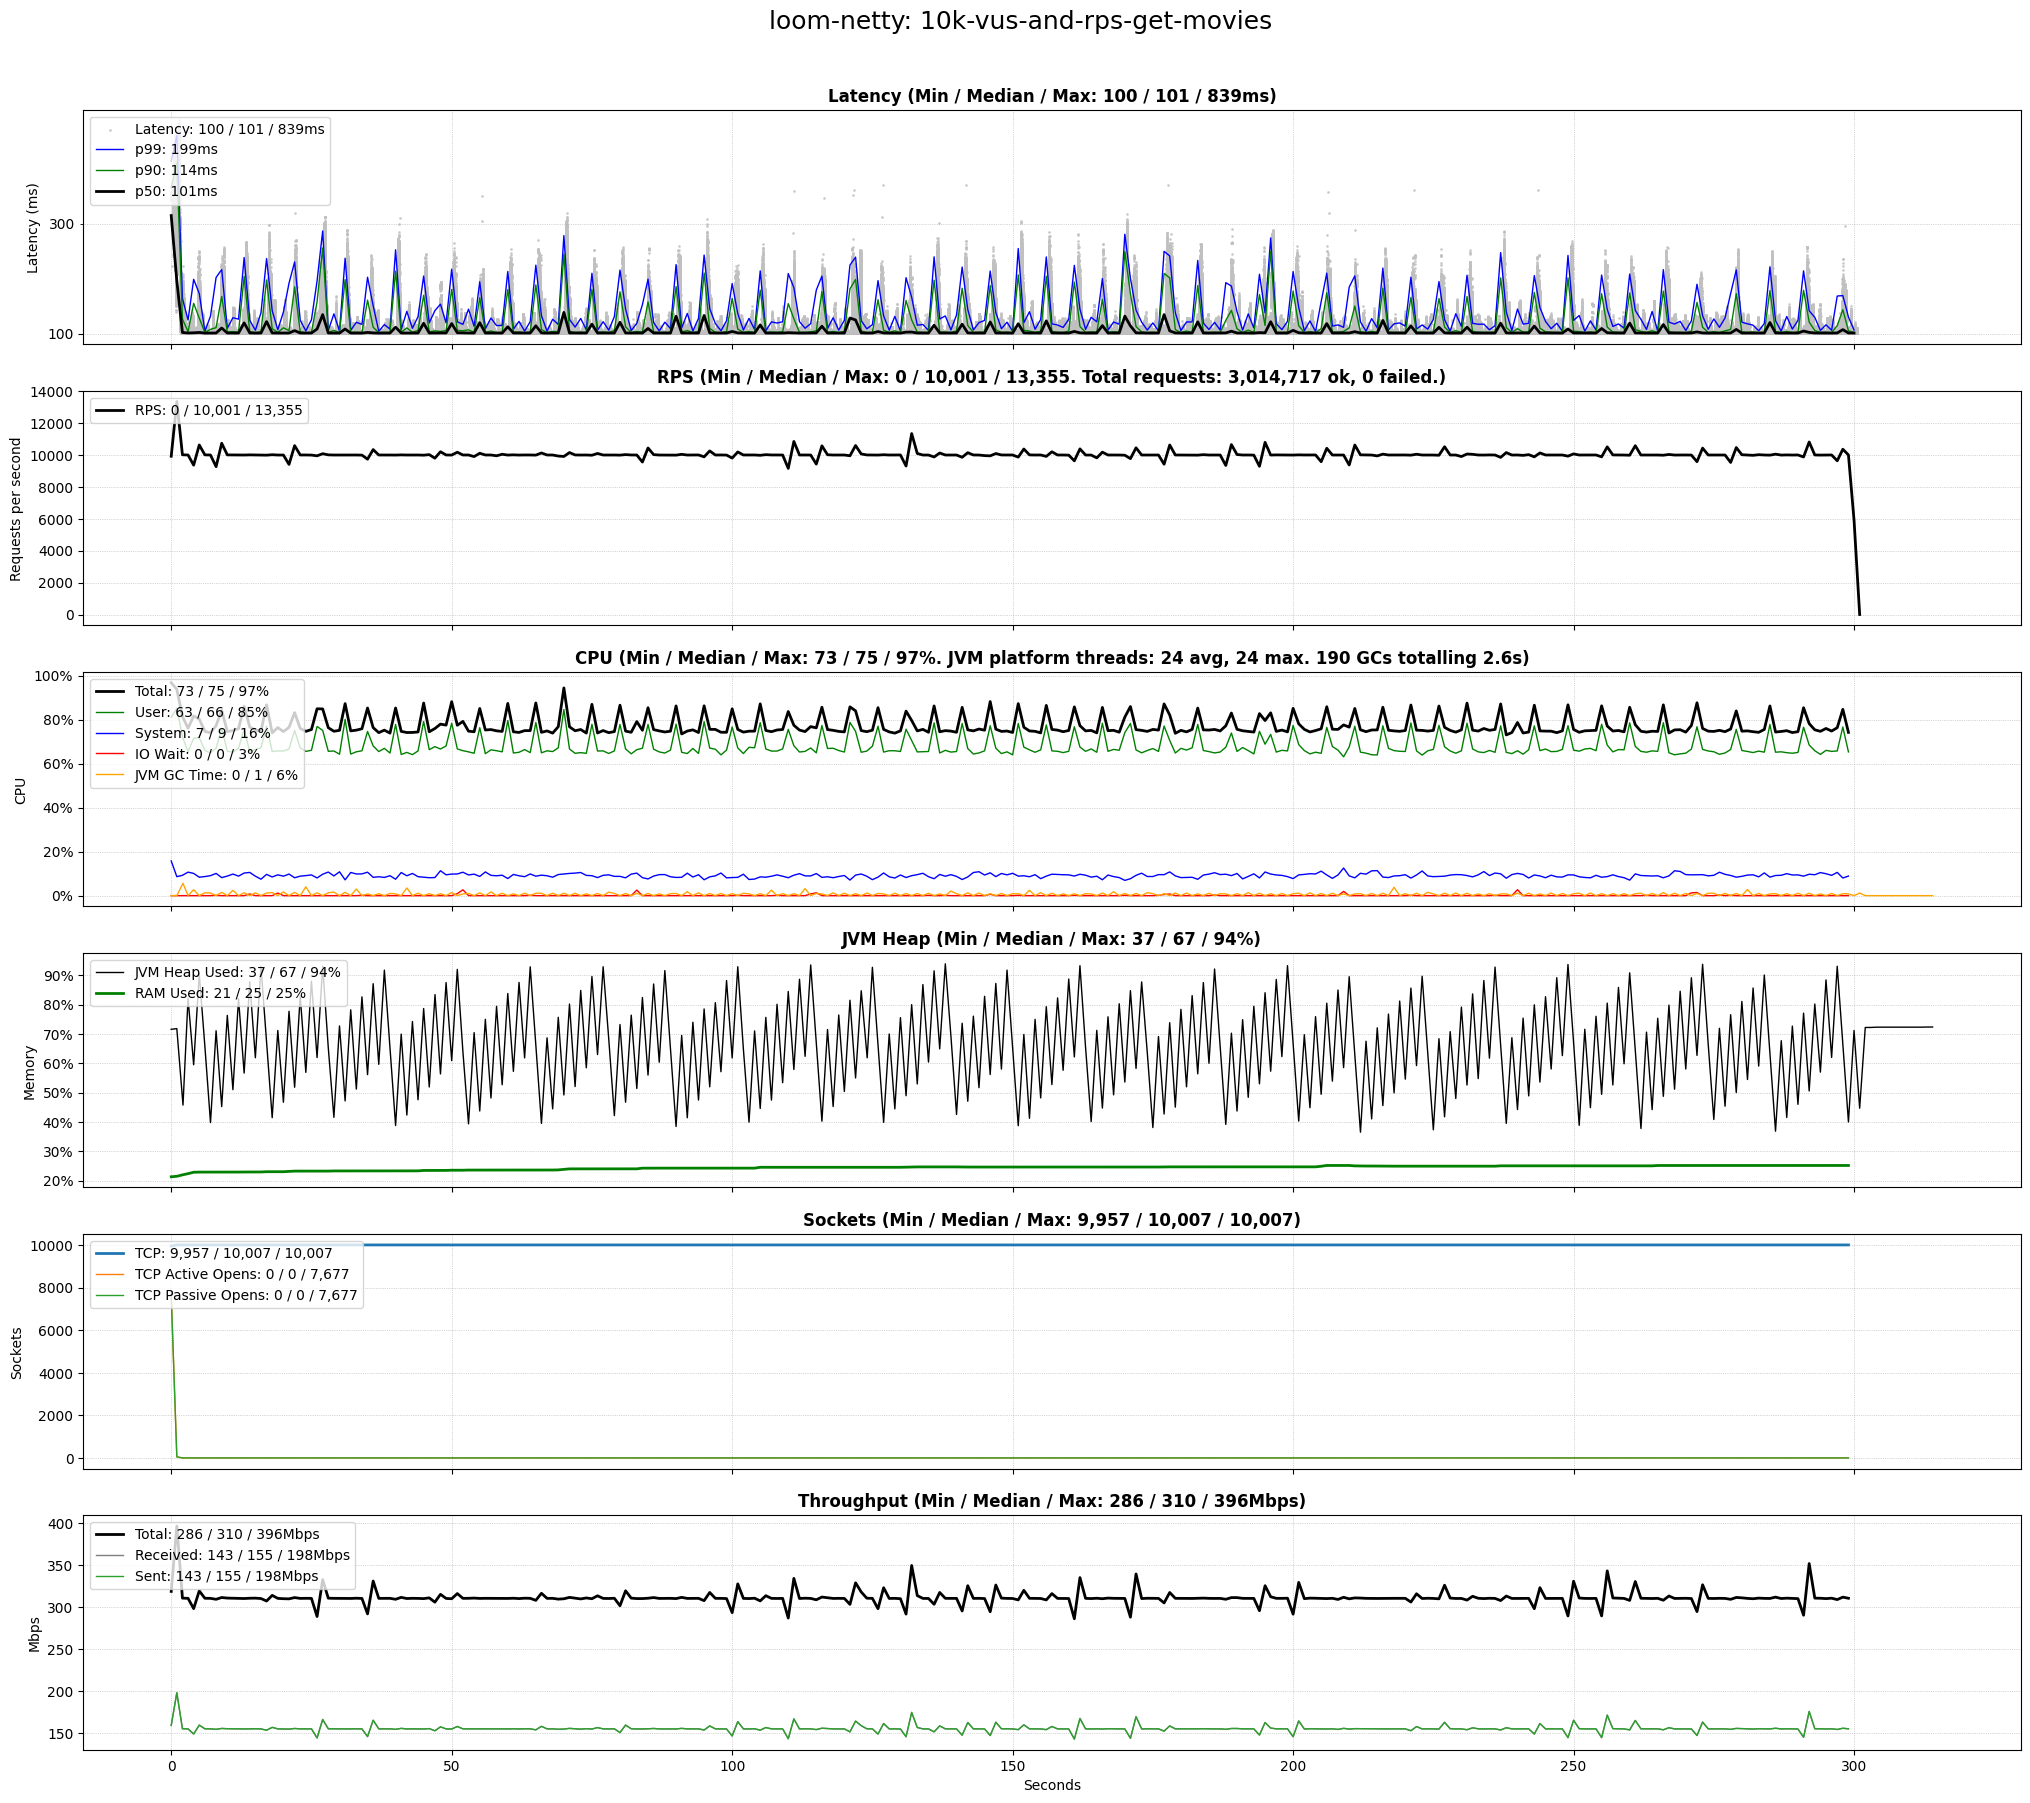 loom-netty: 10k-vus-and-rps-get-movies
Latency (Min / Median / Max: 100 / 101 / 839ms)
Latency: 100 / 101 / 839ms
p99: 199ms
p90: 114ms
p50: 101ms
Latency (ms)
300
100
RPS (Min / Median / Max: 0 / 10,001 / 13,355. Total requests: 3,014,717 ok, 0 failed.)
RPS: 0 / 10,001 / 13,355
Requests per second
14000
12000
10000
8000
6000
4000
2000
0
CPU (Min / Median / Max: 73 / 75 / 97%. JVM platform threads: 24 avg, 24 max. 190 GCs totalling 2.6s)
Total: 73 / 75 / 97%
User: 63 / 66 / 85%
System: 7 / 9 / 16%
IO Wait: 0 / 0 / 3%
JVM GC Time: 0 / 1 / 6%
CPU
100%
80%
60%
40%
20%
0%
JVM Heap (Min / Median / Max: 37 / 67 / 94%)
JVM Heap Used: 37 / 67 / 94%
RAM Used: 21 / 25 / 25%
Memory
90%
80%
70%
60%
50%
40%
30%
20%
Sockets (Min / Median / Max: 9,957 / 10,007 / 10,007)
TCP: 9,957 / 10,007 / 10,007
TCP Active Opens: 0 / 0 / 7,677
TCP Passive Opens: 0 / 0 / 7,677
Sockets
10000
8000
6000
4000
2000
0
Throughput (Min / Median / Max: 286 / 310 / 396Mbps)
Total: 286 / 310 / 396Mbps
Received: 143 / 155 / 198Mbps
Sent: 143 / 155 / 198Mbps
Mbps
400
350
300
250
200
150
0 50 100 150 200 250 300
Seconds